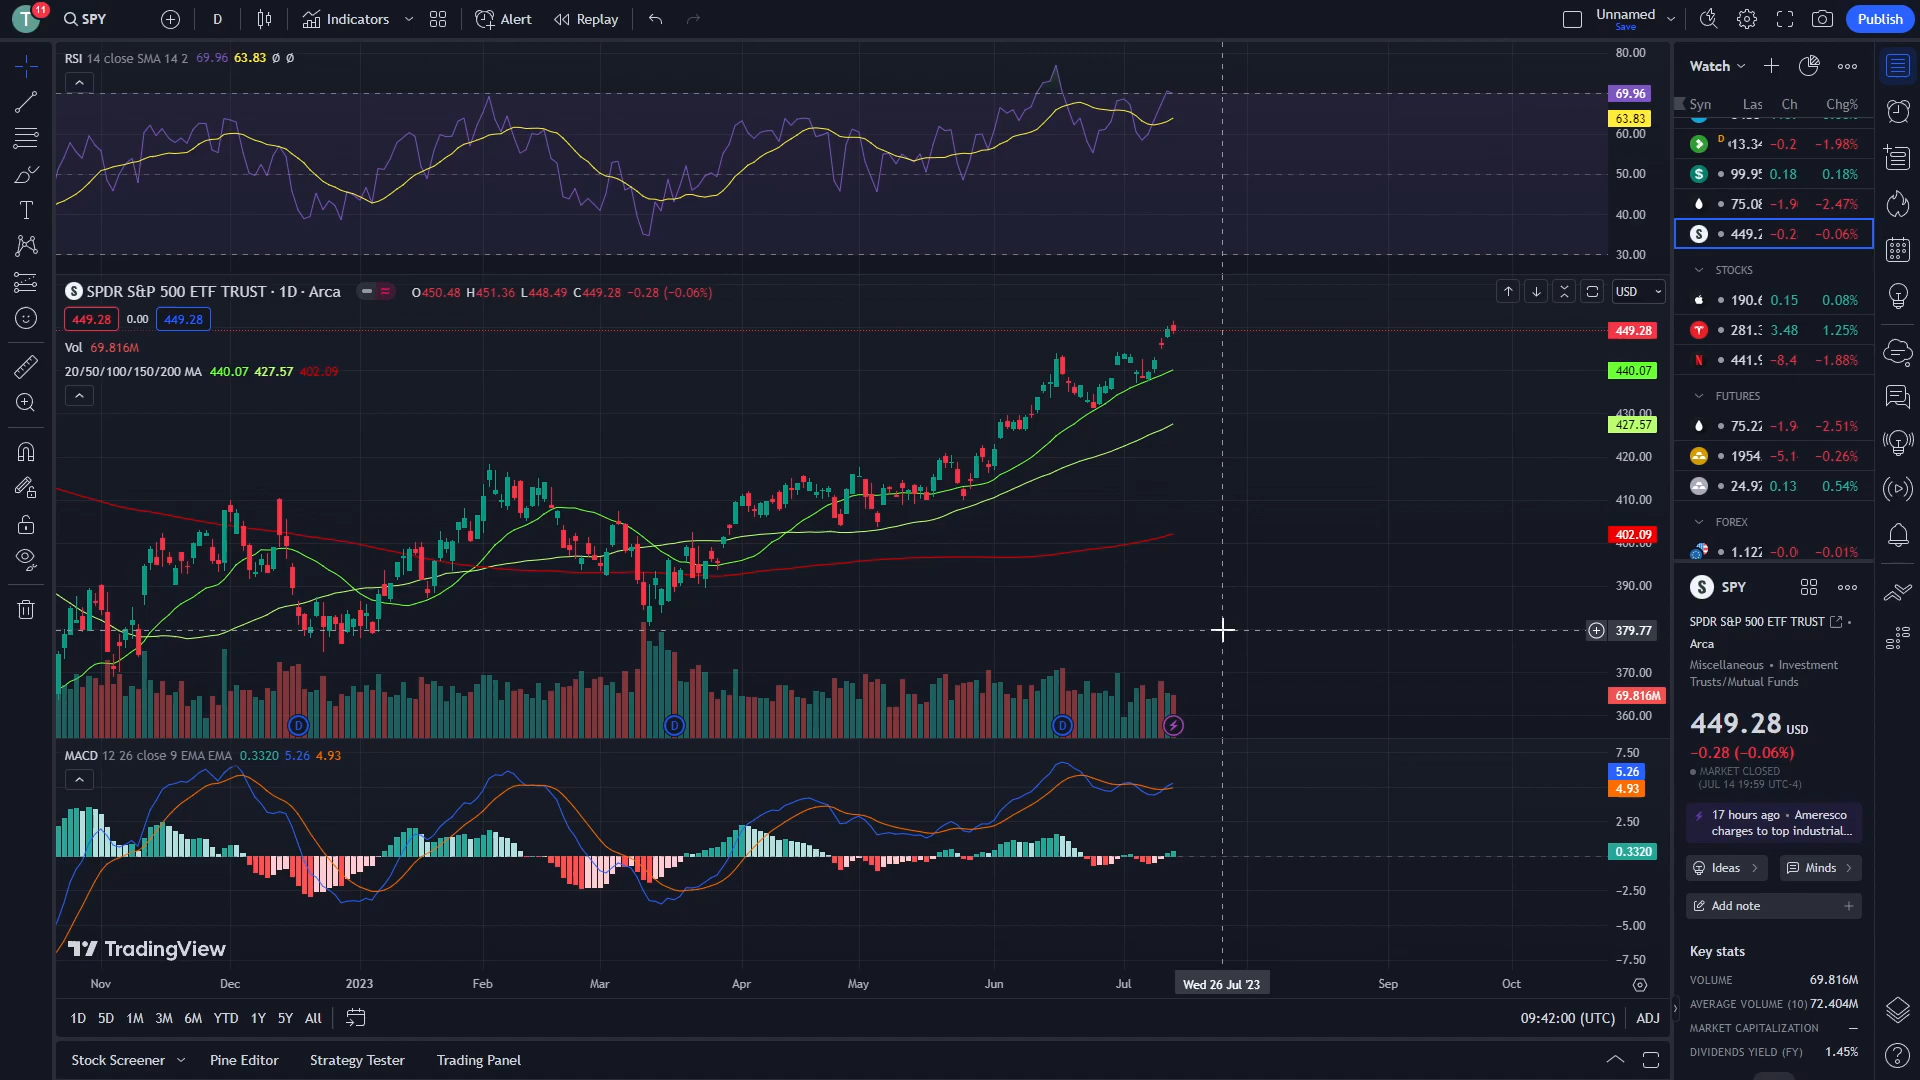 T 11 SPY D Indicators Alert Replay Unnamed Save Publish
RSI 14 close SMA 14 2 69.96 63.83 Ø Ø
80.00
69.96
63.83
60.00
50.00
40.00
30.00
SPDR S&P 500 ETF TRUST · 1D · Arca O450.48 H451.36 L448.49 C449.28 −0.28 (−0.06%)
USD
449.28 0.00 449.28
Vol 69.816M
20/50/100/150/200 MA 440.07 427.57 402.09
449.28
440.07
430.00
427.57
420.00
410.00
402.09
400.00
390.00
379.77
370.00
69.816M
360.00
D D D
MACD 12 26 close 9 EMA EMA 0.3320 5.26 4.93
7.50
5.26
4.93
2.50
0.3320
−2.50
−5.00
−7.50
TradingView
Nov Dec 2023 Feb Mar Apr May Jun Jul Wed 26 Jul '23 Sep Oct
1D 5D 1M 3M 6M YTD 1Y 5Y All 09:42:00 (UTC) ADJ
Stock Screener Pine Editor Strategy Tester Trading Panel
Watch
Syn Las Ch Chg%
D 13.34 −0.2 −1.98%
99.95 0.18 0.18%
75.08 −1.9 −2.47%
449.2 −0.2 −0.06%
STOCKS
190.6 0.15 0.08%
281.3 3.48 1.25%
441.9 −8.4 −1.88%
FUTURES
75.22 −1.9 −2.51%
1954. −5.1 −0.26%
24.92 0.13 0.54%
FOREX
1.122 −0.0 −0.01%
SPY
SPDR S&P 500 ETF TRUST
Arca
Miscellaneous • Investment
Trusts/Mutual Funds
449.28 USD
−0.28 (−0.06%)
MARKET CLOSED
(JUL 14 19:59 UTC-4)
17 hours ago • Ameresco
charges to top industrial...
Ideas Minds
Add note
Key stats
VOLUME 69.816M
AVERAGE VOLUME (10) 72.404M
MARKET CAPITALIZATION —
DIVIDENDS YIELD (FY) 1.45%